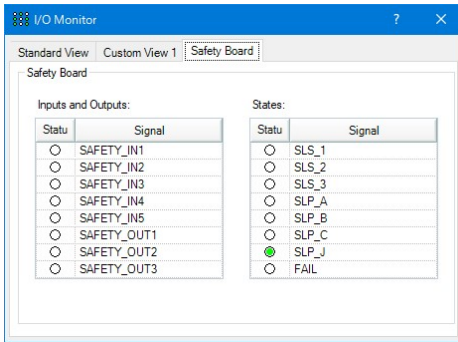 I/O Monitor ?
Standard View Custom View 1 Safety Board
Safety Board
Inputs and Outputs: States:
Statu Signal Statu Signal
SAFETY_IN1 SLS_1
SAFETY_IN2 SLS_2
SAFETY_IN3 SLS_3
SAFETY_IN4 SLP_A
SAFETY_IN5 SLP_B
SAFETY_OUT1 SLP_C
SAFETY_OUT2 SLP_J
SAFETY_OUT3 FAIL